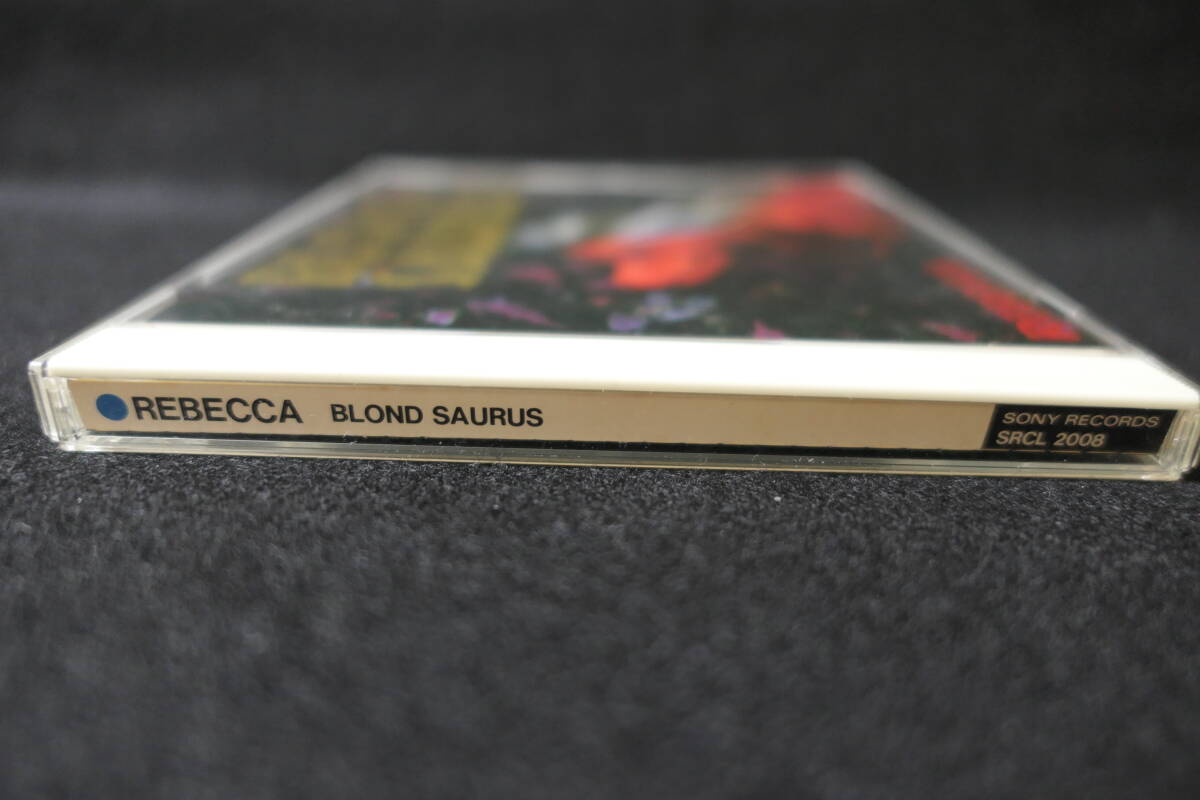 REBECCA BLOND SAURUS
SONY RECORDS
SRCL 2008